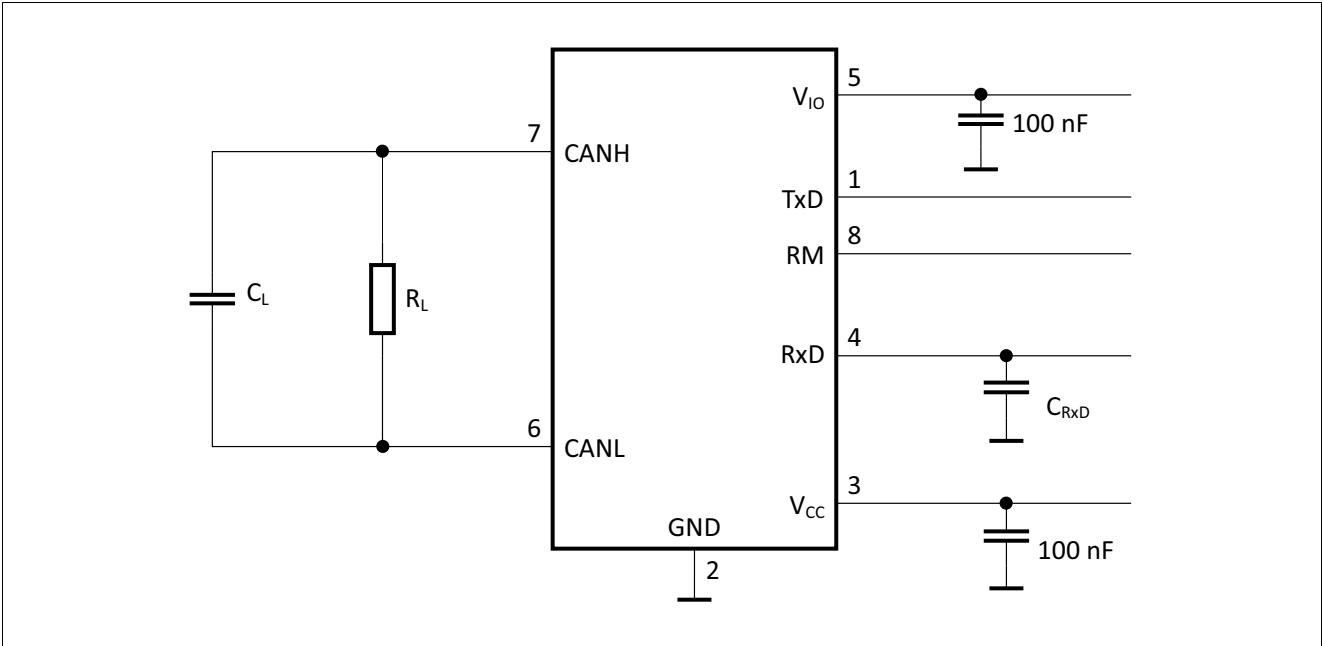 5
V_IO
100 nF
7
CANH
1
TxD
8
RM
C_L
R_L
4
RxD
C_RxD
6
CANL
3
V_CC
GND
100 nF
2